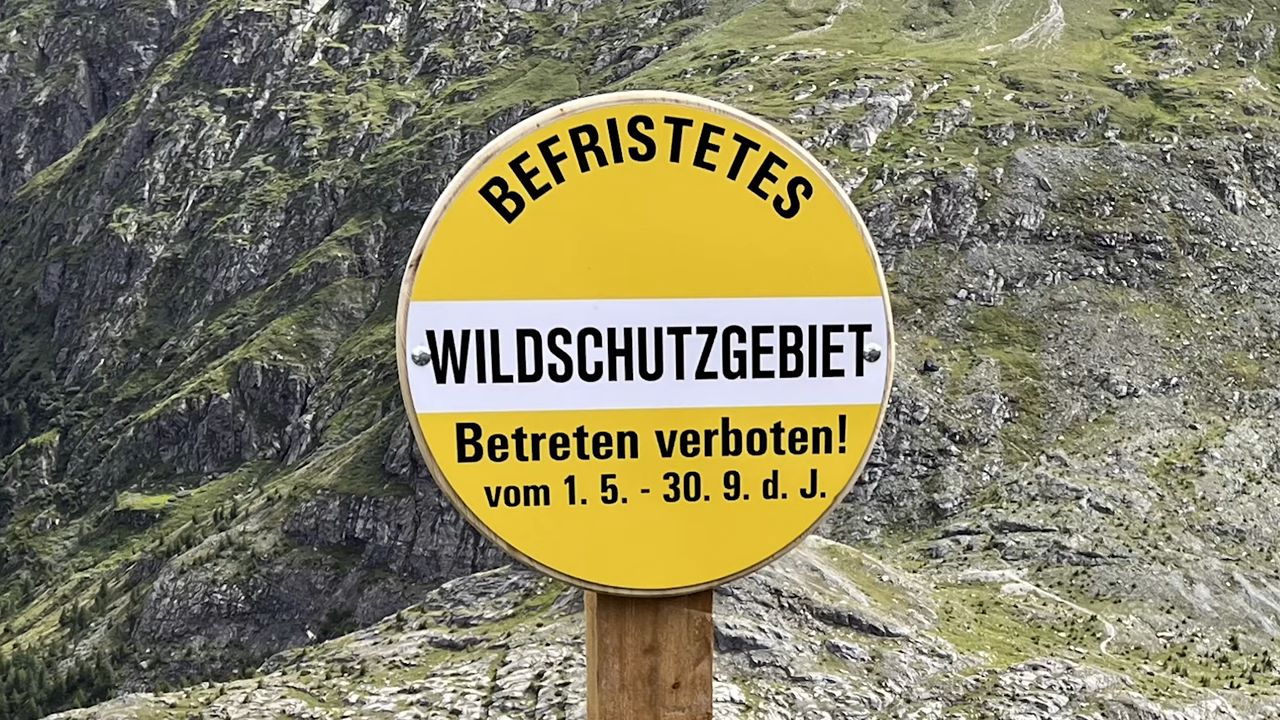 BEFRISTETES
WILDSCHUTZGEBIET
Betreten verboten!
vom 1. 5. - 30. 9. d. J.